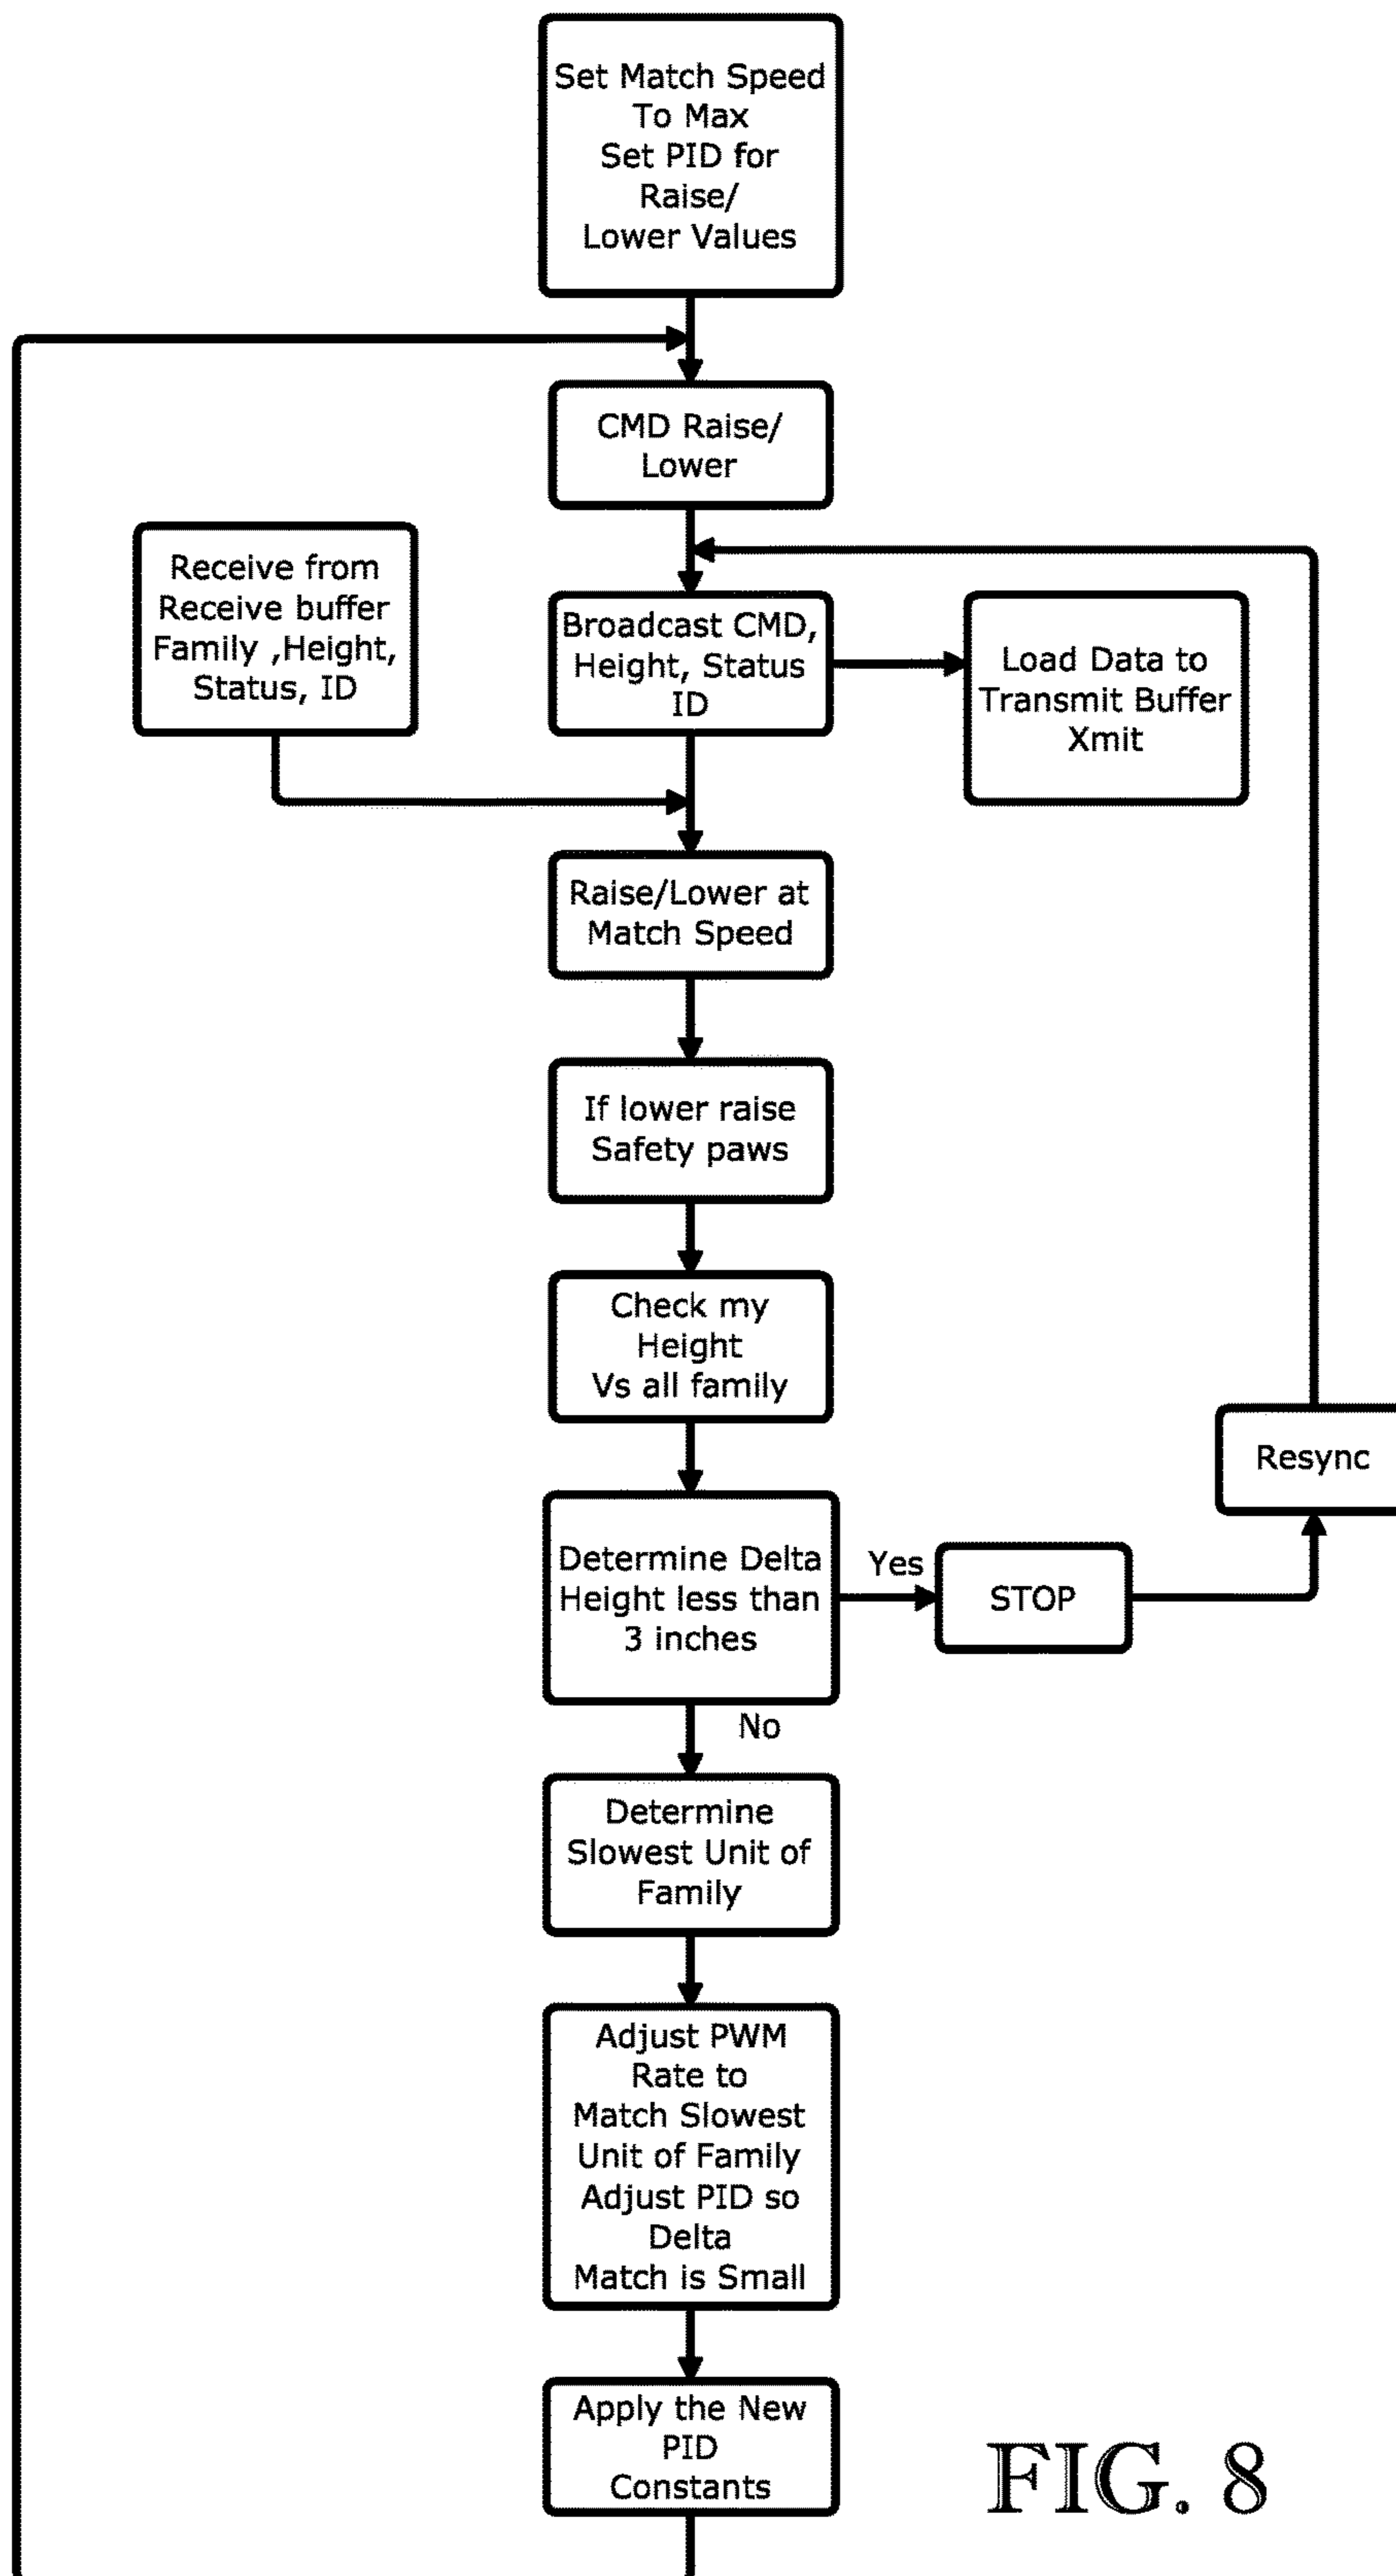 Set Match Speed
To Max
Set PID for
Raise/
Lower Values
CMD Raise/
Lower
Receive from
Receive buffer
Family ,Height,
Status, ID
Broadcast CMD,
Height, Status
ID
Load Data to
Transmit Buffer
Xmit
Raise/Lower at
Match Speed
If lower raise
Safety paws
Check my
Height
Vs all family
Resync
Determine Delta
Height less than
3 inches
Yes
STOP
No
Determine
Slowest Unit of
Family
Adjust PWM
Rate to
Match Slowest
Unit of Family
Adjust PID so
Delta
Match is Small
Apply the New
PID
Constants
FIG. 8